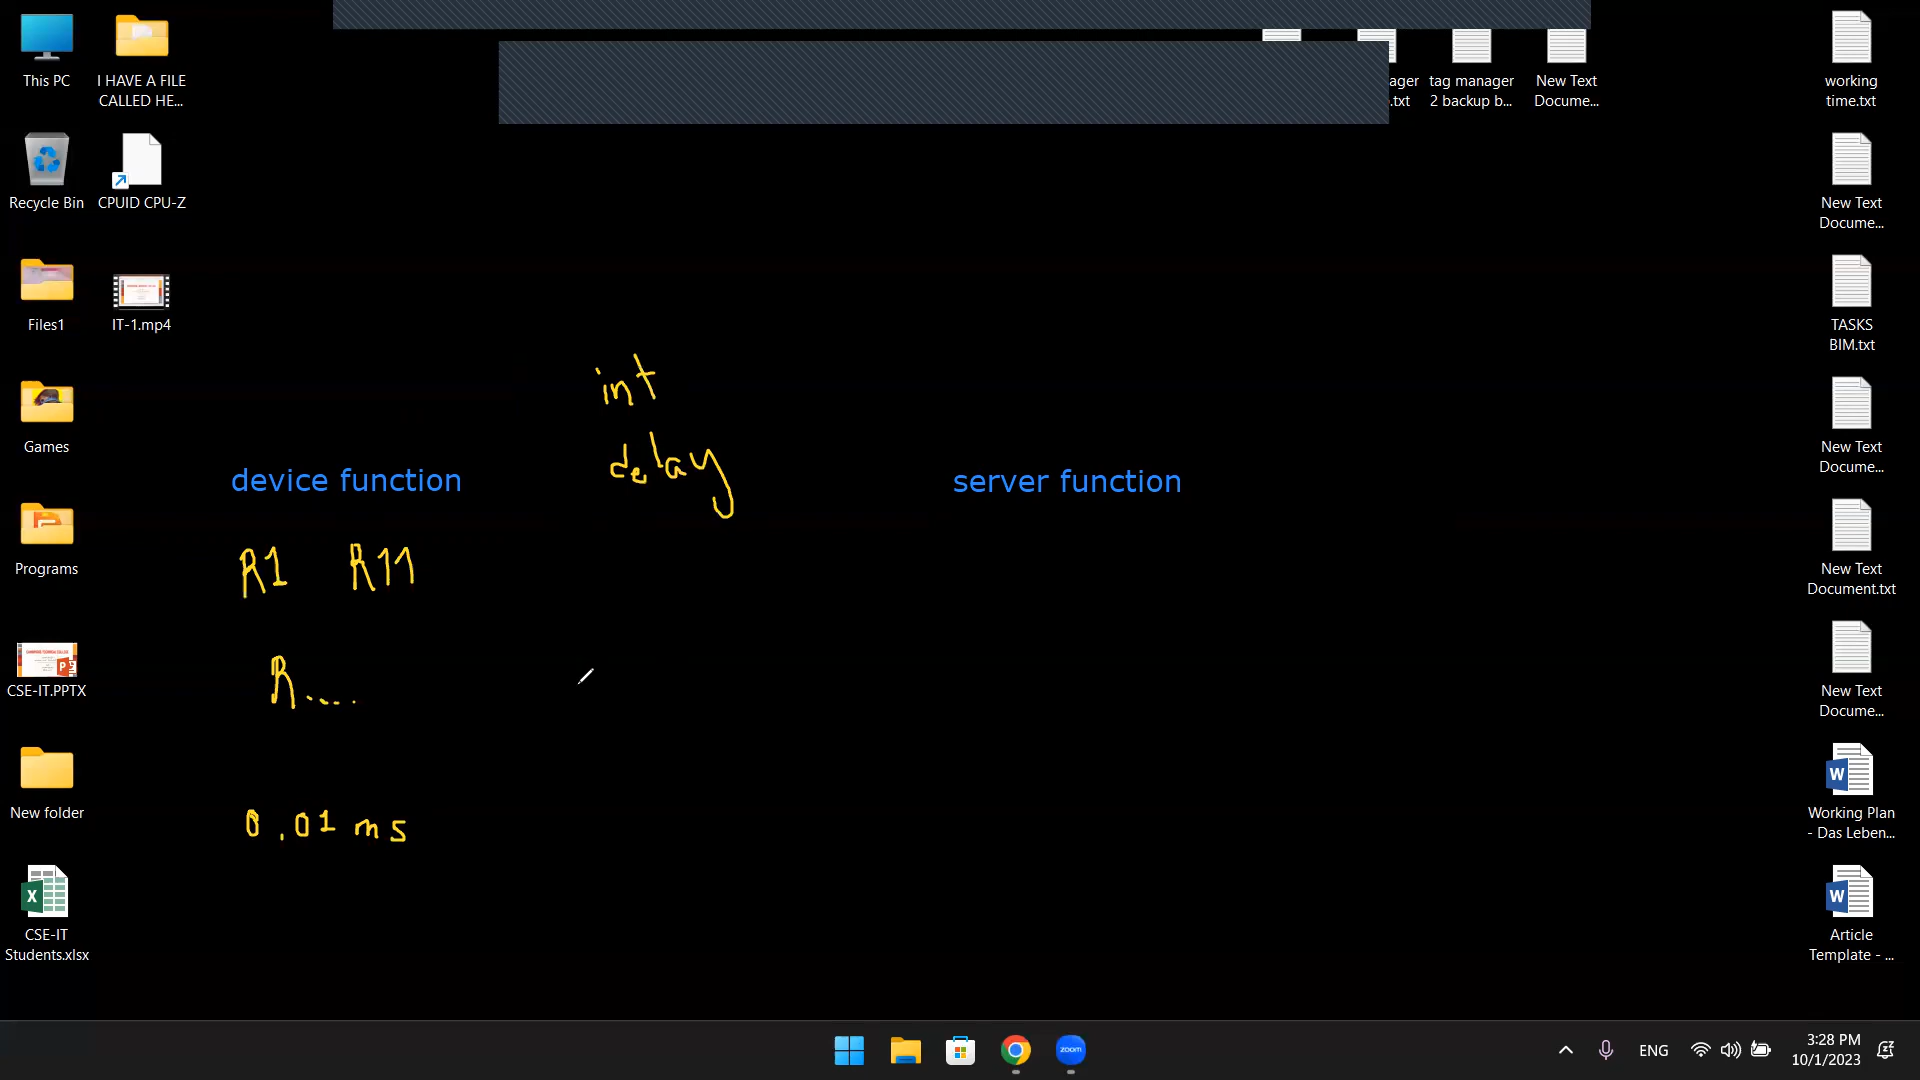 This PC
I HAVE A FILE
CALLED HE...
ager
.txt
tag manager
2 backup b...
New Text
Docume...
working
time.txt
Recycle Bin
CPUID CPU-Z
New Text
Docume...
Files1
IT-1.mp4
TASKS
BIM.txt
int
Games
New Text
Docume...
delay
device function
server function
R1 R11
Programs
New Text
Document.txt
R....
CSE-IT.PPTX
New Text
Docume...
New folder
0.01 ms
Working Plan
- Das Leben...
CSE-IT
Students.xlsx
Article
Template - ...
zoom
ENG
3:28 PM
10/1/2023